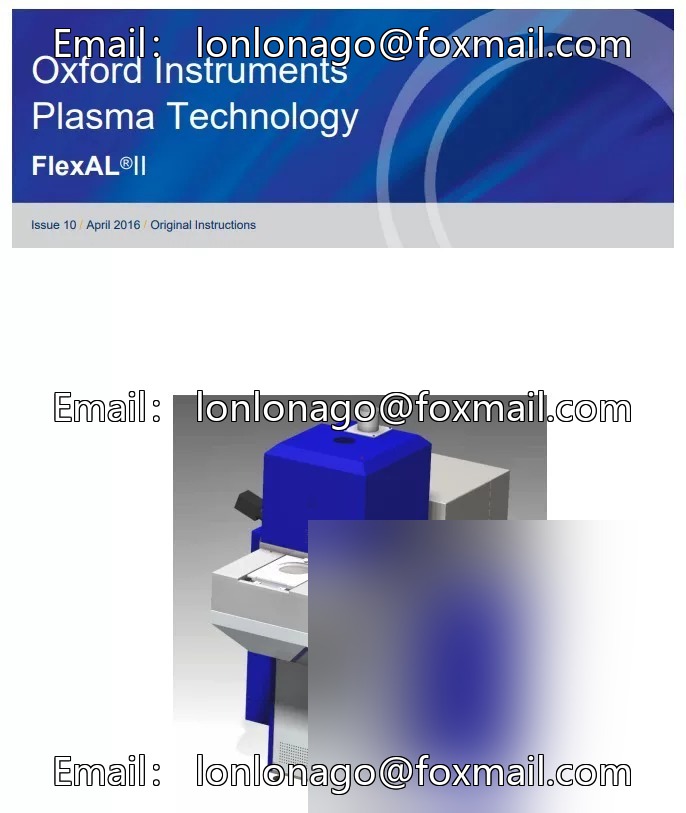 Email： lonlonago@foxmail.com
Oxford Instruments
Plasma Technology
FlexAL®II
Issue 10 / April 2016 / Original Instructions
Email： lonlonago@foxmail.com
Email： lonlonago@foxmail.com